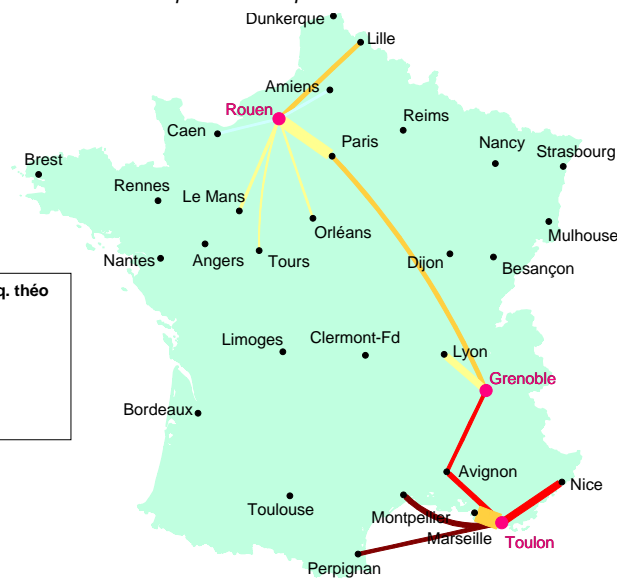 Dunkerque
Lille
Amiens
Rouen
Caen
Reims
Paris
Nancy
Strasbourg
Brest
Rennes
Le Mans
Orléans
Mulhouse
Nantes
Angers
Tours
Dijon
Besançon
q. théo
Limoges
Clermont-Fd
Lyon
Grenoble
Bordeaux
Avignon
Nice
Toulouse
Montpellier
Marseille
Toulon
Perpignan